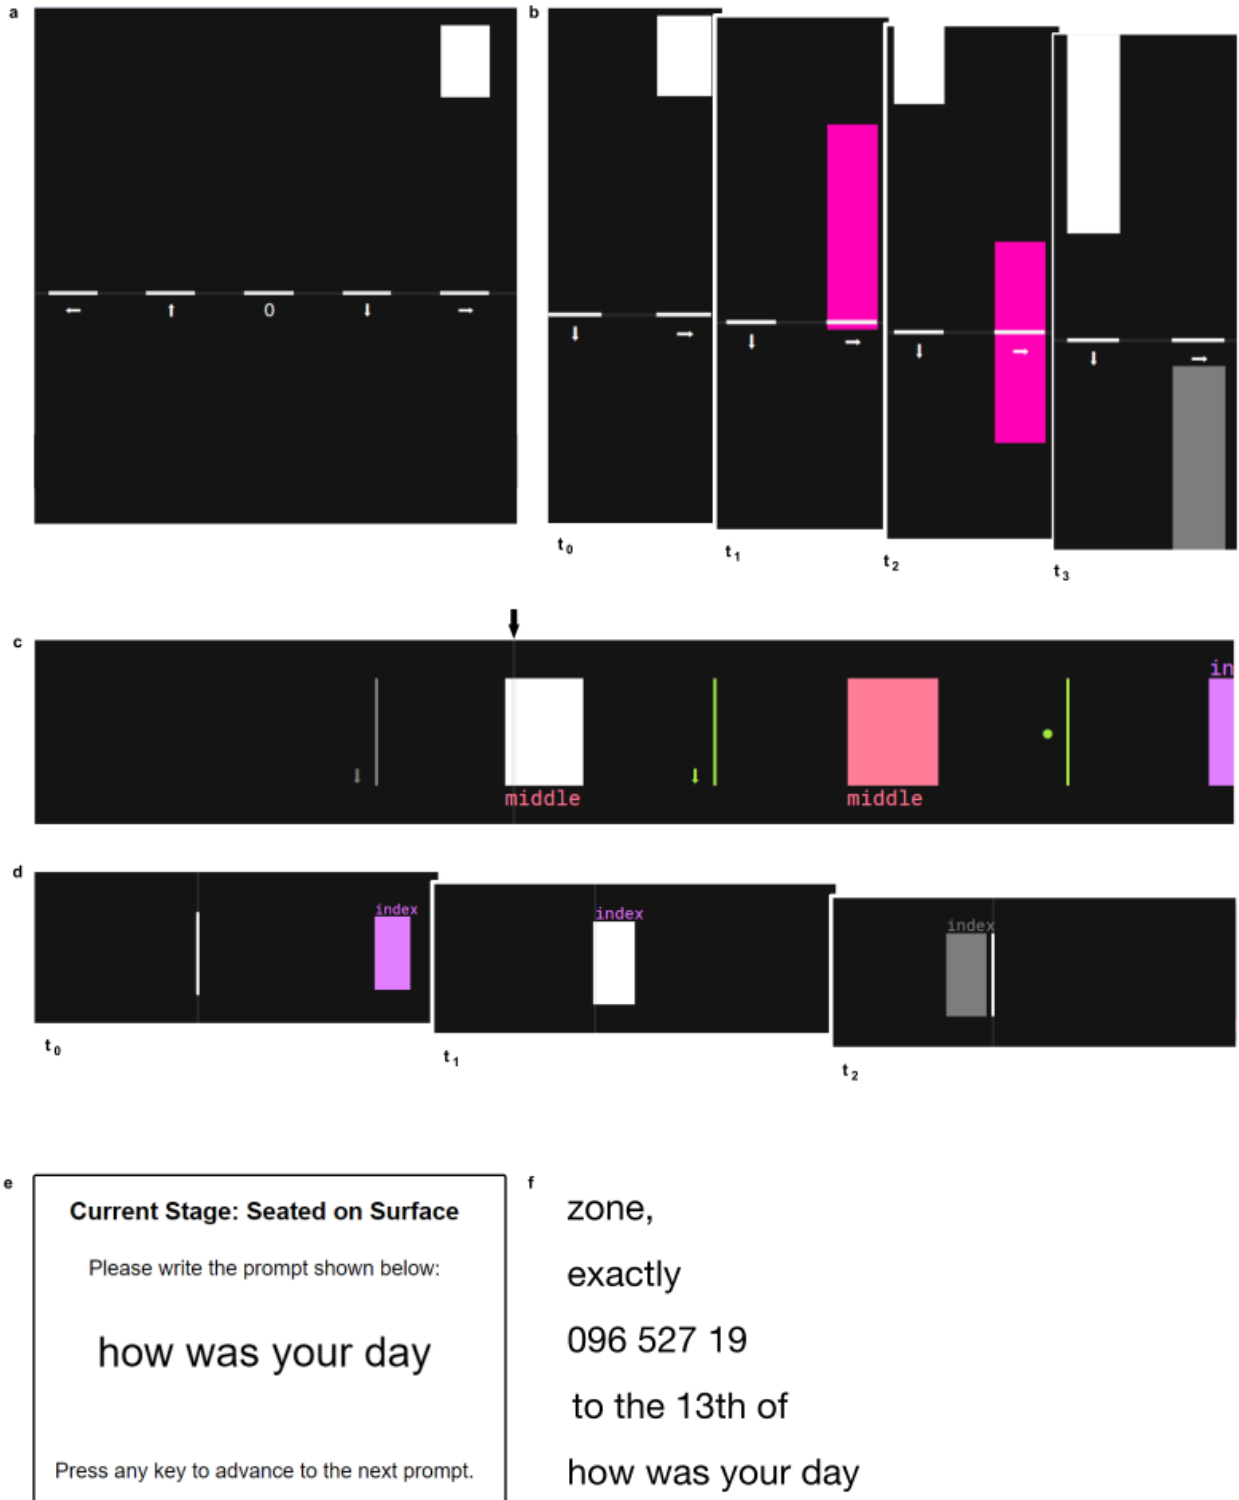 a
b
← ↑ 0 ↓ →
↓ →
↓ →
↓ →
↓ →
t0
t1
t2
t3
c
in
↓
↓
middle
middle
d
index
index
index
t0
t1
t2
e
Current Stage: Seated on Surface
Please write the prompt shown below:
how was your day
Press any key to advance to the next prompt.
f
zone,
exactly
096 527 19
to the 13th of
how was your day